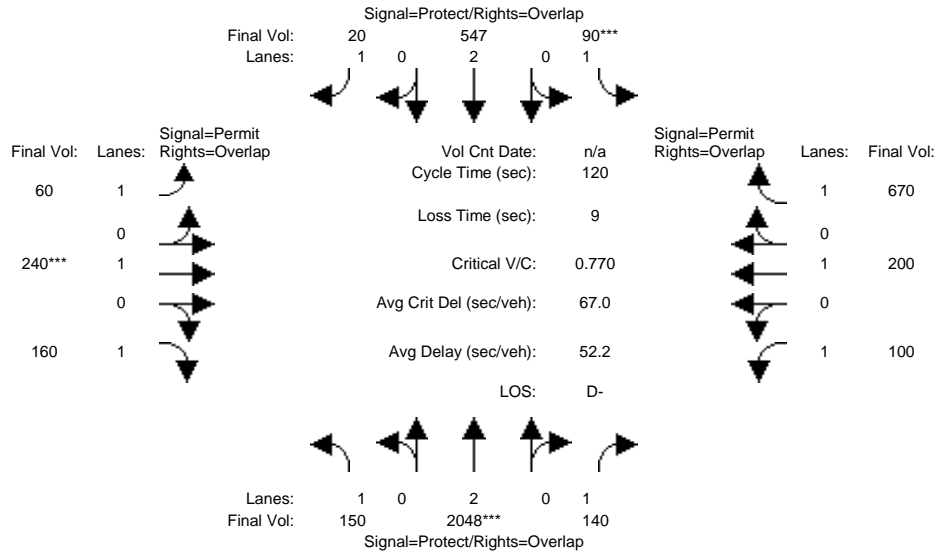 Signal=Protect/Rights=Overlap
Final Vol: 20 547 90***
Lanes: 1 0 2 0 1
Signal=Permit
Final Vol: Lanes: Rights=Overlap
Vol Cnt Date: n/a
Signal=Permit
Rights=Overlap Lanes: Final Vol:
Cycle Time (sec): 120
60 1
1 670
Loss Time (sec): 9
0
0
240*** 1
Critical V/C: 0.770
1 200
0
Avg Crit Del (sec/veh): 67.0
0
160 1
Avg Delay (sec/veh): 52.2
1 100
LOS: D-
Lanes: 1 0 2 0 1
Final Vol: 150 2048*** 140
Signal=Protect/Rights=Overlap